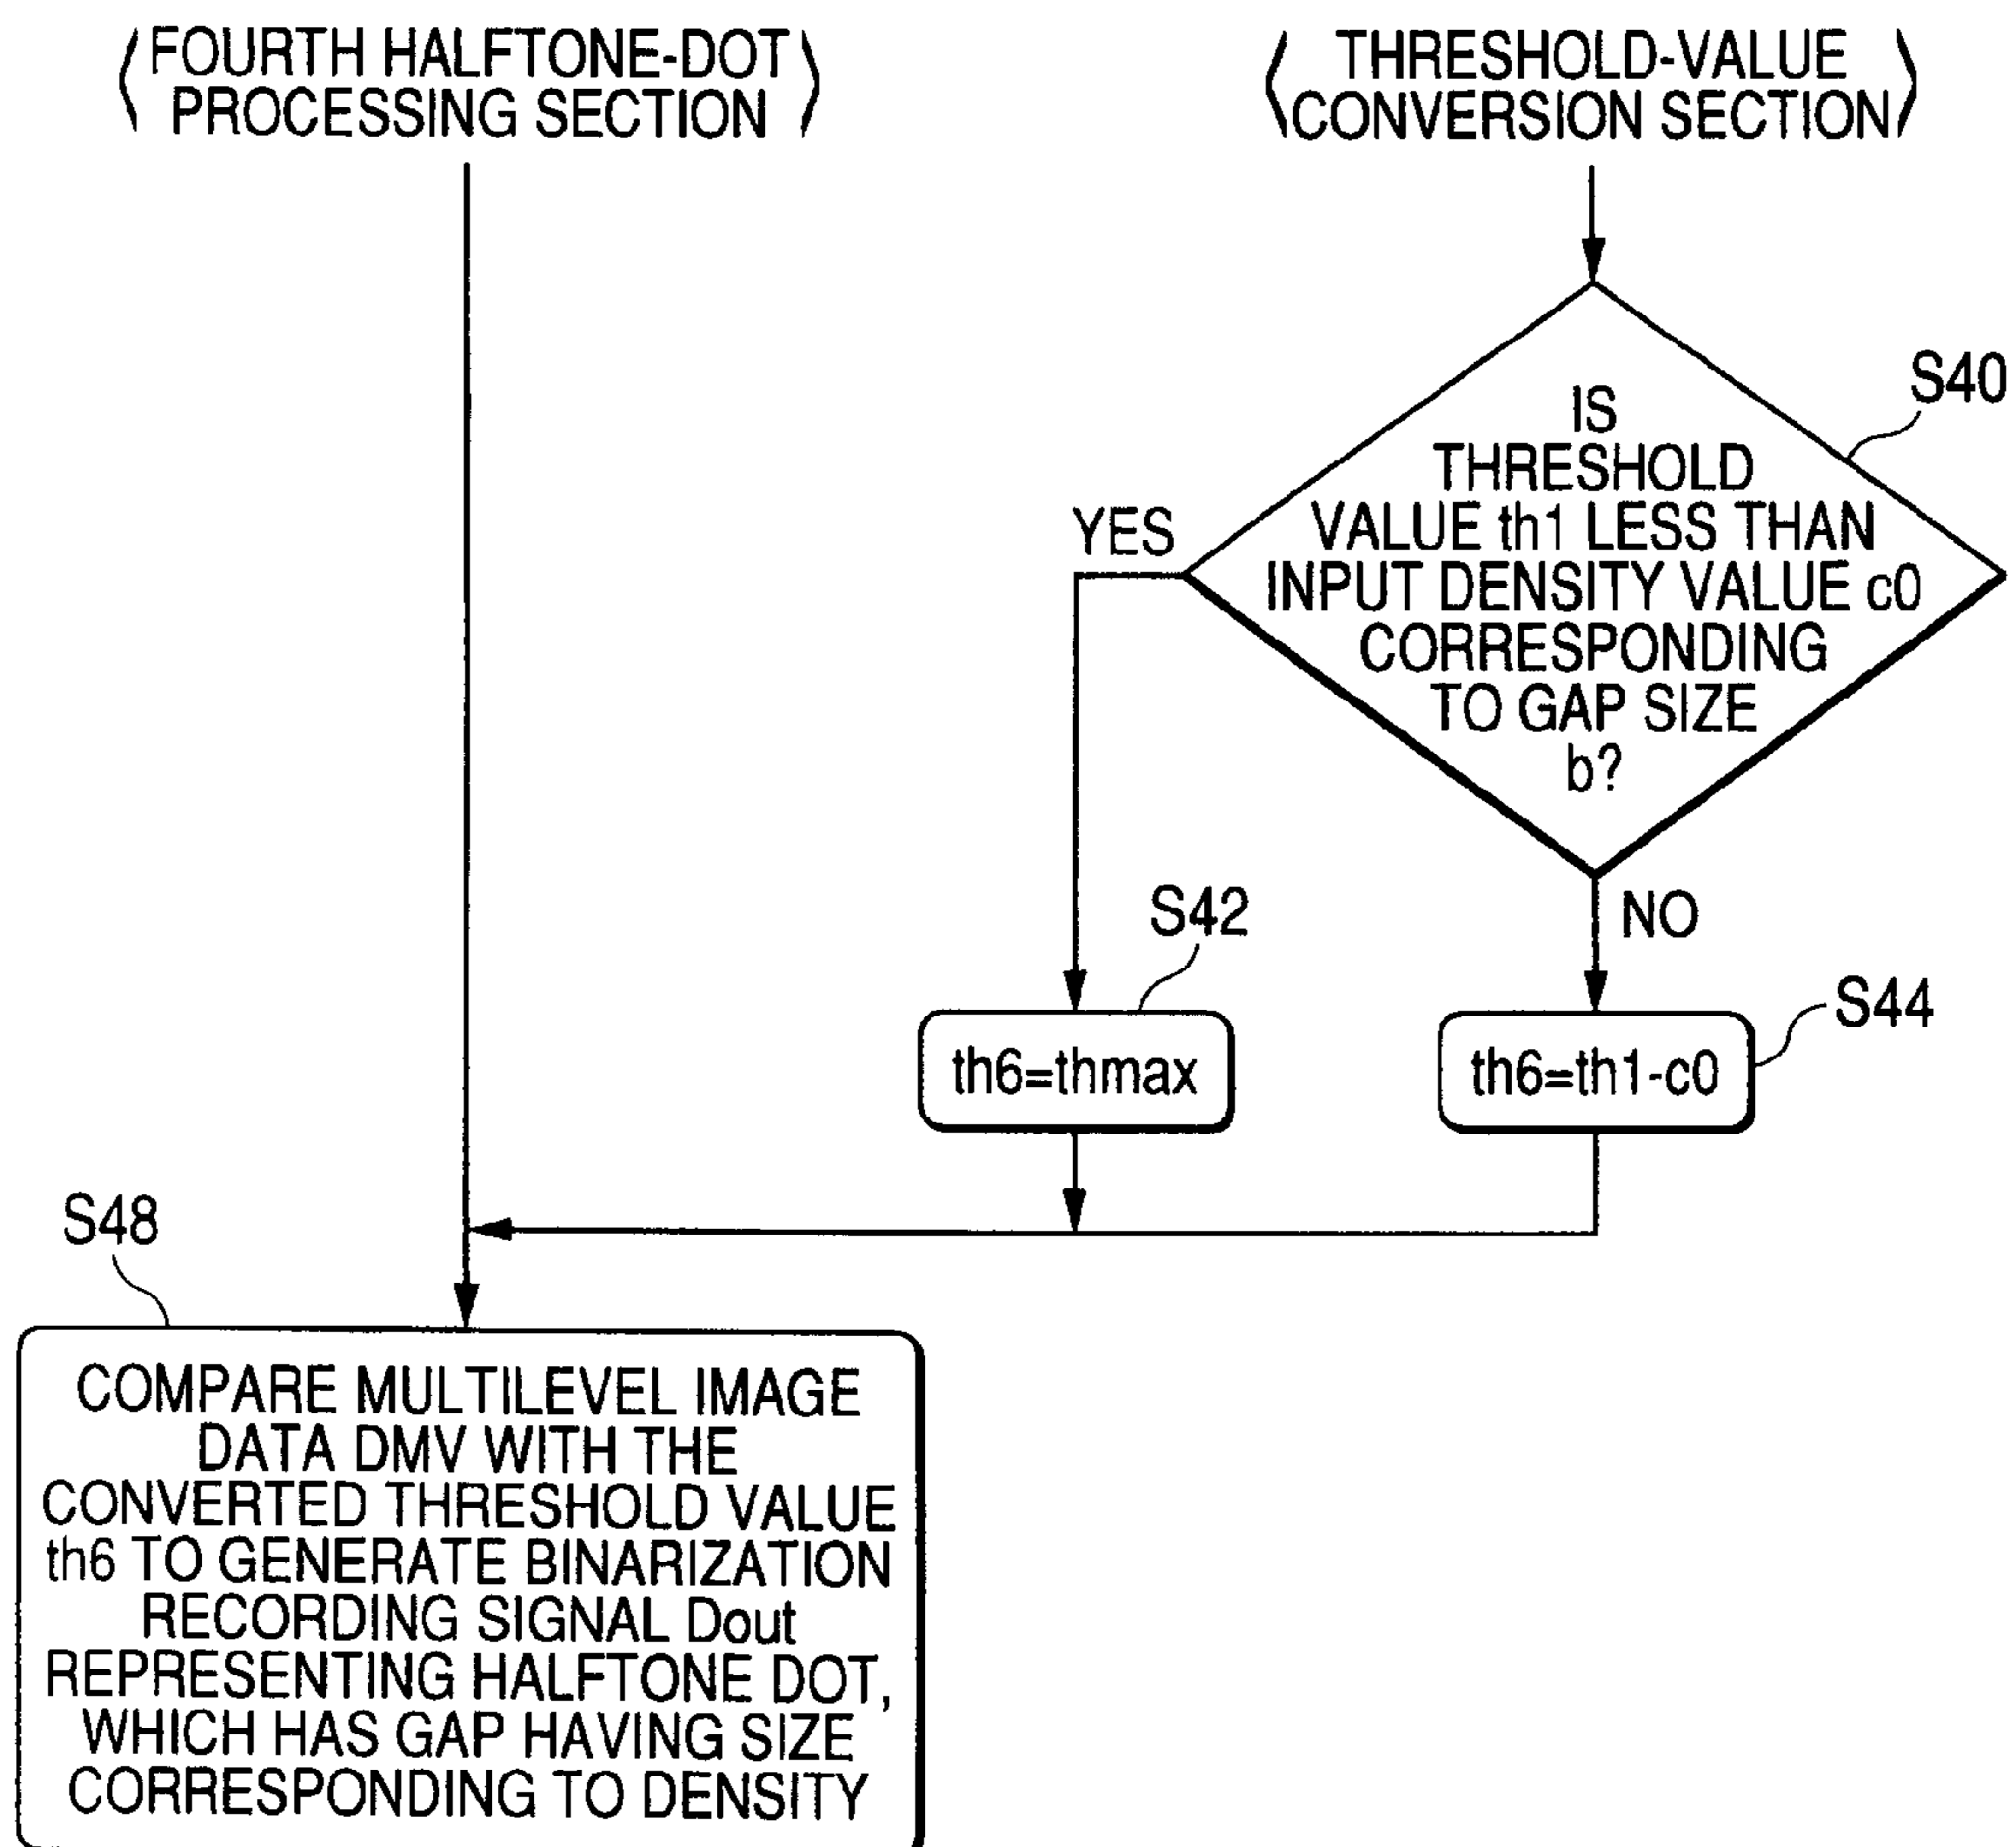 FOURTH HALFTONE-DOT
PROCESSING SECTION
THRESHOLD-VALUE
CONVERSION SECTION
S40
IS
THRESHOLD
VALUE th1 LESS THAN
INPUT DENSITY VALUE c0
CORRESPONDING
TO GAP SIZE
b?
YES
NO
S42
th6=thmax
S44
th6=th1-c0
S48
COMPARE MULTILEVEL IMAGE
DATA DMV WITH THE
CONVERTED THRESHOLD VALUE
th6 TO GENERATE BINARIZATION
RECORDING SIGNAL Dout
REPRESENTING HALFTONE DOT,
WHICH HAS GAP HAVING SIZE
CORRESPONDING TO DENSITY